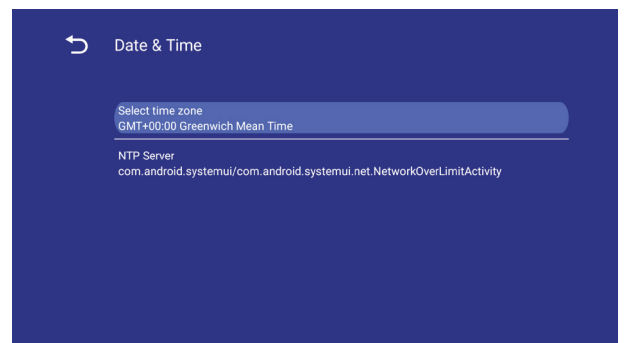 Date & Time
Select time zone
GMT+00:00 Greenwich Mean Time
NTP Server
com.android.systemui/com.android.systemui.net.NetworkOverLimitActivity